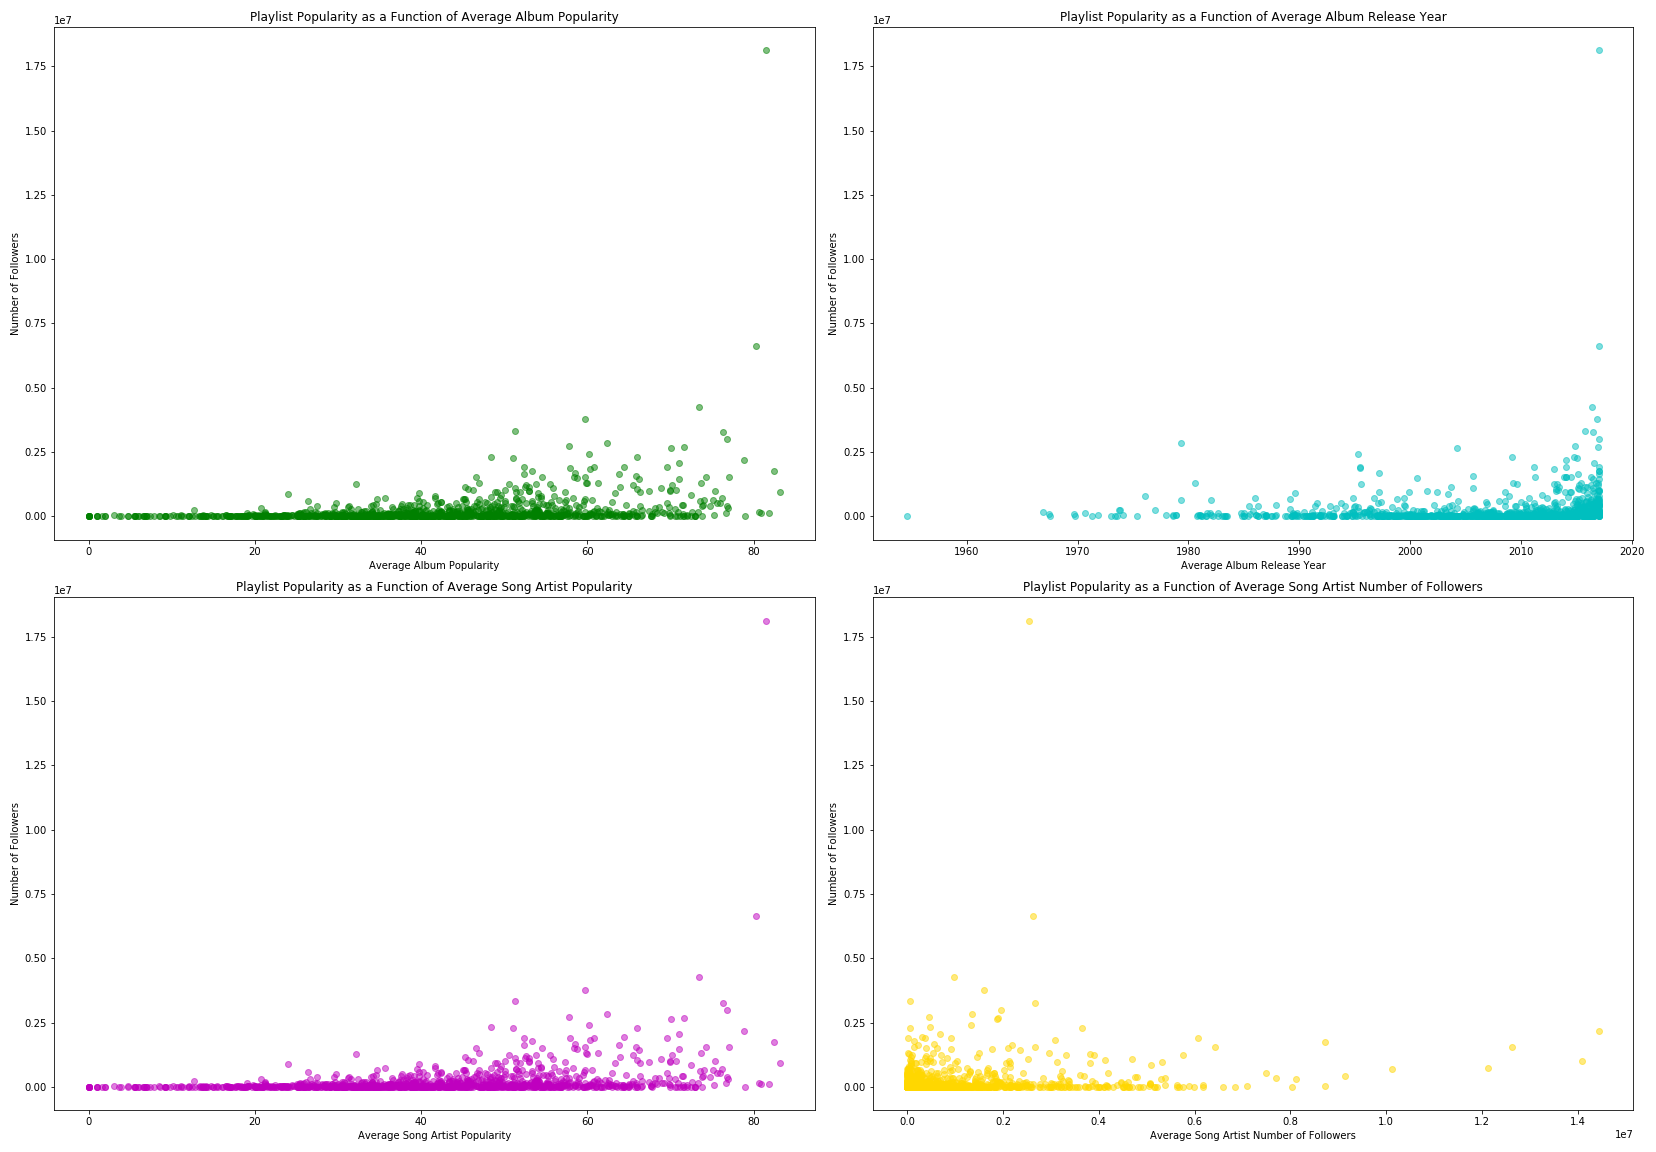 Playlist Popularity as a Function of Average Album Popularity
1e7
1.75
1.50
1.25
1.00
0.75
0.50
0.25
0.00
Number of Followers
0 20 40 60 80
Average Album Popularity
Playlist Popularity as a Function of Average Album Release Year
1e7
1.75
1.50
1.25
1.00
0.75
0.50
0.25
0.00
Number of Followers
1960 1970 1980 1990 2000 2010 2020
Average Album Release Year
Playlist Popularity as a Function of Average Song Artist Popularity
1e7
1.75
1.50
1.25
1.00
0.75
0.50
0.25
0.00
Number of Followers
0 20 40 60 80
Average Song Artist Popularity
Playlist Popularity as a Function of Average Song Artist Number of Followers
1e7
1.75
1.50
1.25
1.00
0.75
0.50
0.25
0.00
Number of Followers
0.0 0.2 0.4 0.6 0.8 1.0 1.2 1.4
1e7
Average Song Artist Number of Followers